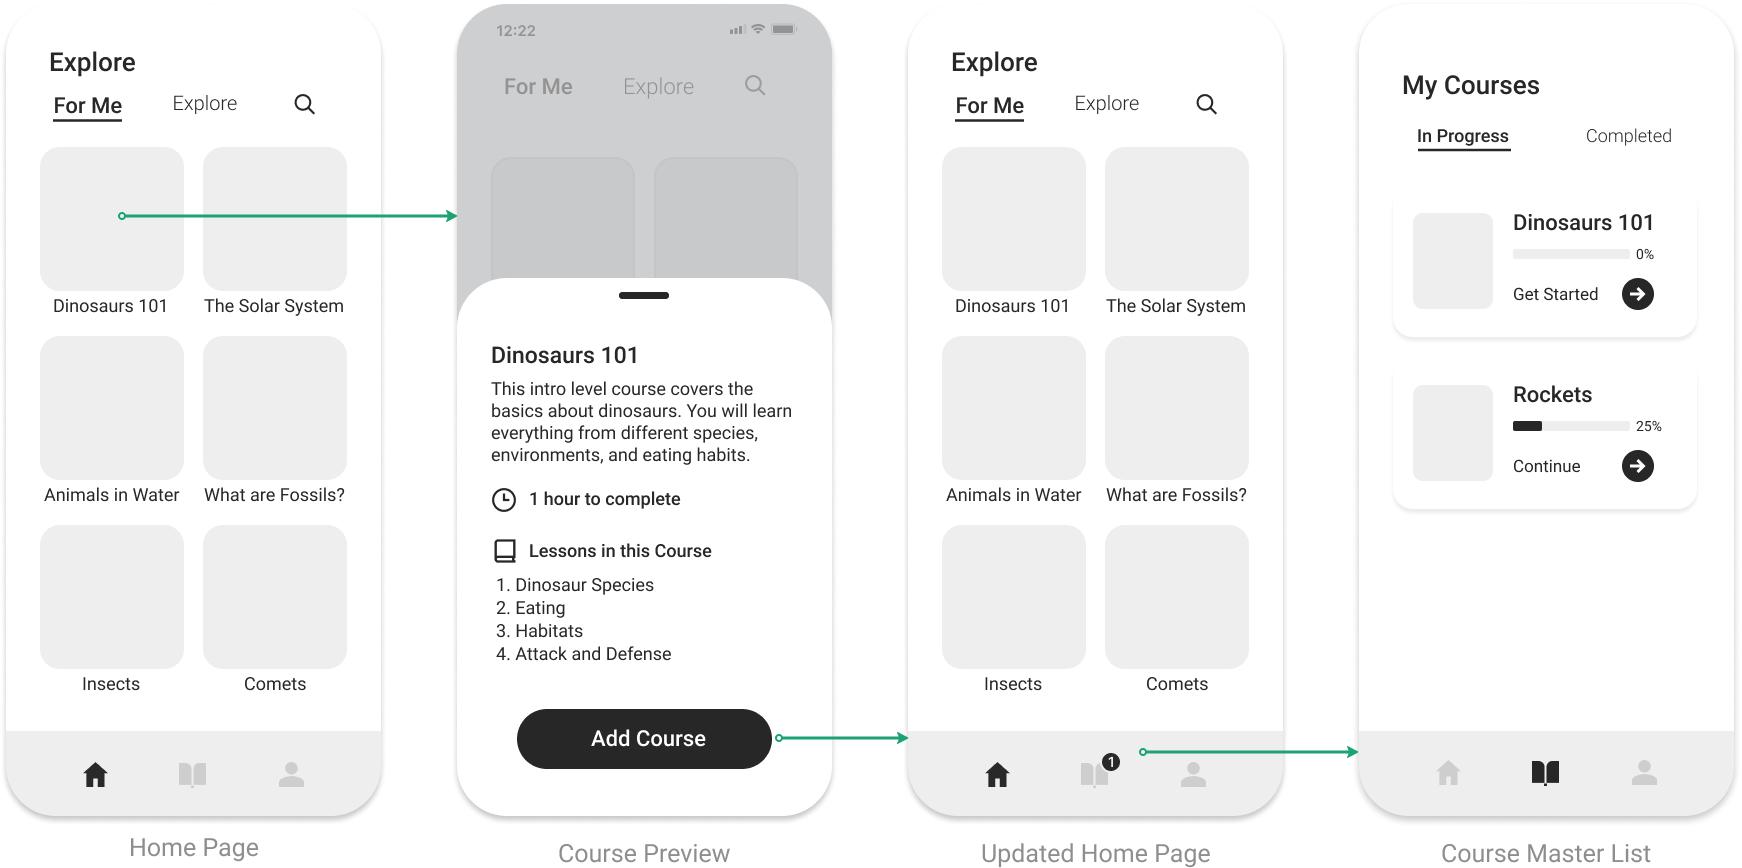 Explore
For Me Explore
Dinosaurs 101 The Solar System
Animals in Water What are Fossils?
Insects Comets
Home Page
12:22
For Me Explore
Dinosaurs 101
This intro level course covers the
basics about dinosaurs. You will learn
everything from different species,
environments, and eating habits.
1 hour to complete
Lessons in this Course
1. Dinosaur Species
2. Eating
3. Habitats
4. Attack and Defense
Add Course
Course Preview
Explore
For Me Explore
Dinosaurs 101 The Solar System
Animals in Water What are Fossils?
Insects Comets
1
Updated Home Page
My Courses
In Progress Completed
Dinosaurs 101
0%
Get Started
Rockets
25%
Continue
Course Master List